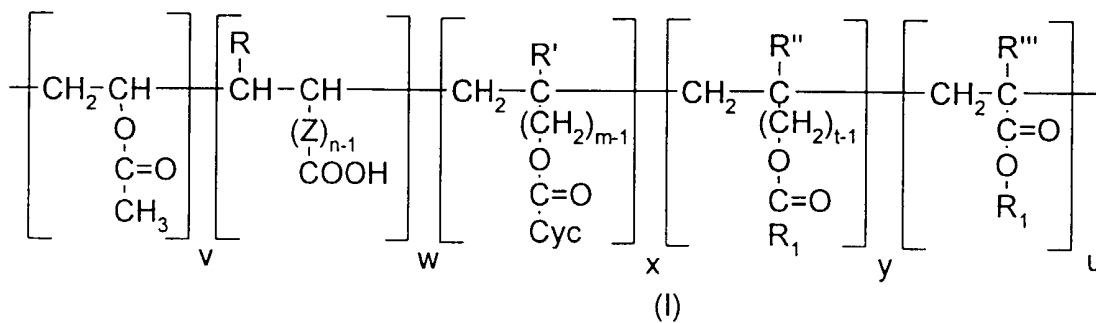 R R' R'' R'''
CH2 CH CH CH CH2 C CH2 C CH2 C
O (Z)n-1 (CH2)m-1 (CH2)t-1 C=O
C=O COOH O O O
CH3 C=O C=O R1
Cyc R1
v w x y u
(I)